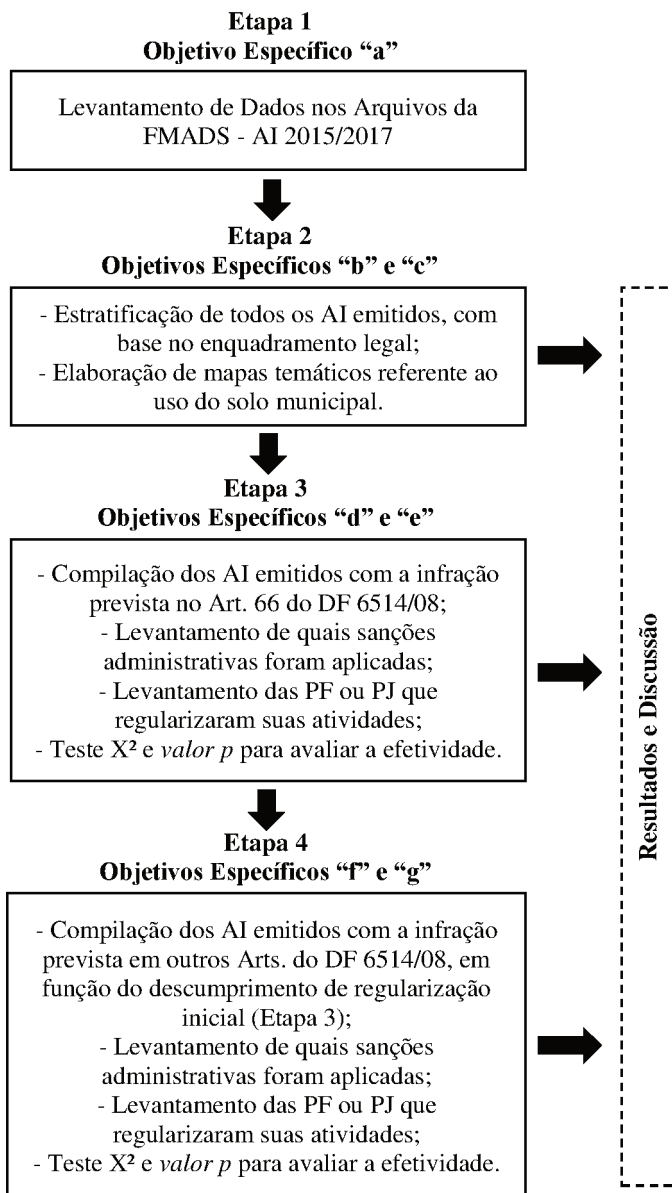 Etapa 1
Objetivo Específico “a”
Levantamento de Dados nos Arquivos da
FMADS - AI 2015/2017
Etapa 2
Objetivos Específicos “b” e “c”
- Estratificação de todos os AI emitidos, com
base no enquadramento legal;
- Elaboração de mapas temáticos referente ao
uso do solo municipal.
Etapa 3
Objetivos Específicos “d” e “e”
- Compilação dos AI emitidos com a infração
prevista no Art. 66 do DF 6514/08;
- Levantamento de quais sanções
administrativas foram aplicadas;
- Levantamento das PF ou PJ que
regularizaram suas atividades;
- Teste X² e valor p para avaliar a efetividade.
Etapa 4
Objetivos Específicos “f” e “g”
- Compilação dos AI emitidos com a infração
prevista em outros Arts. do DF 6514/08, em
função do descumprimento de regularização
inicial (Etapa 3);
- Levantamento de quais sanções
administrativas foram aplicadas;
- Levantamento das PF ou PJ que
regularizaram suas atividades;
- Teste X² e valor p para avaliar a efetividade.
Resultados e Discussão